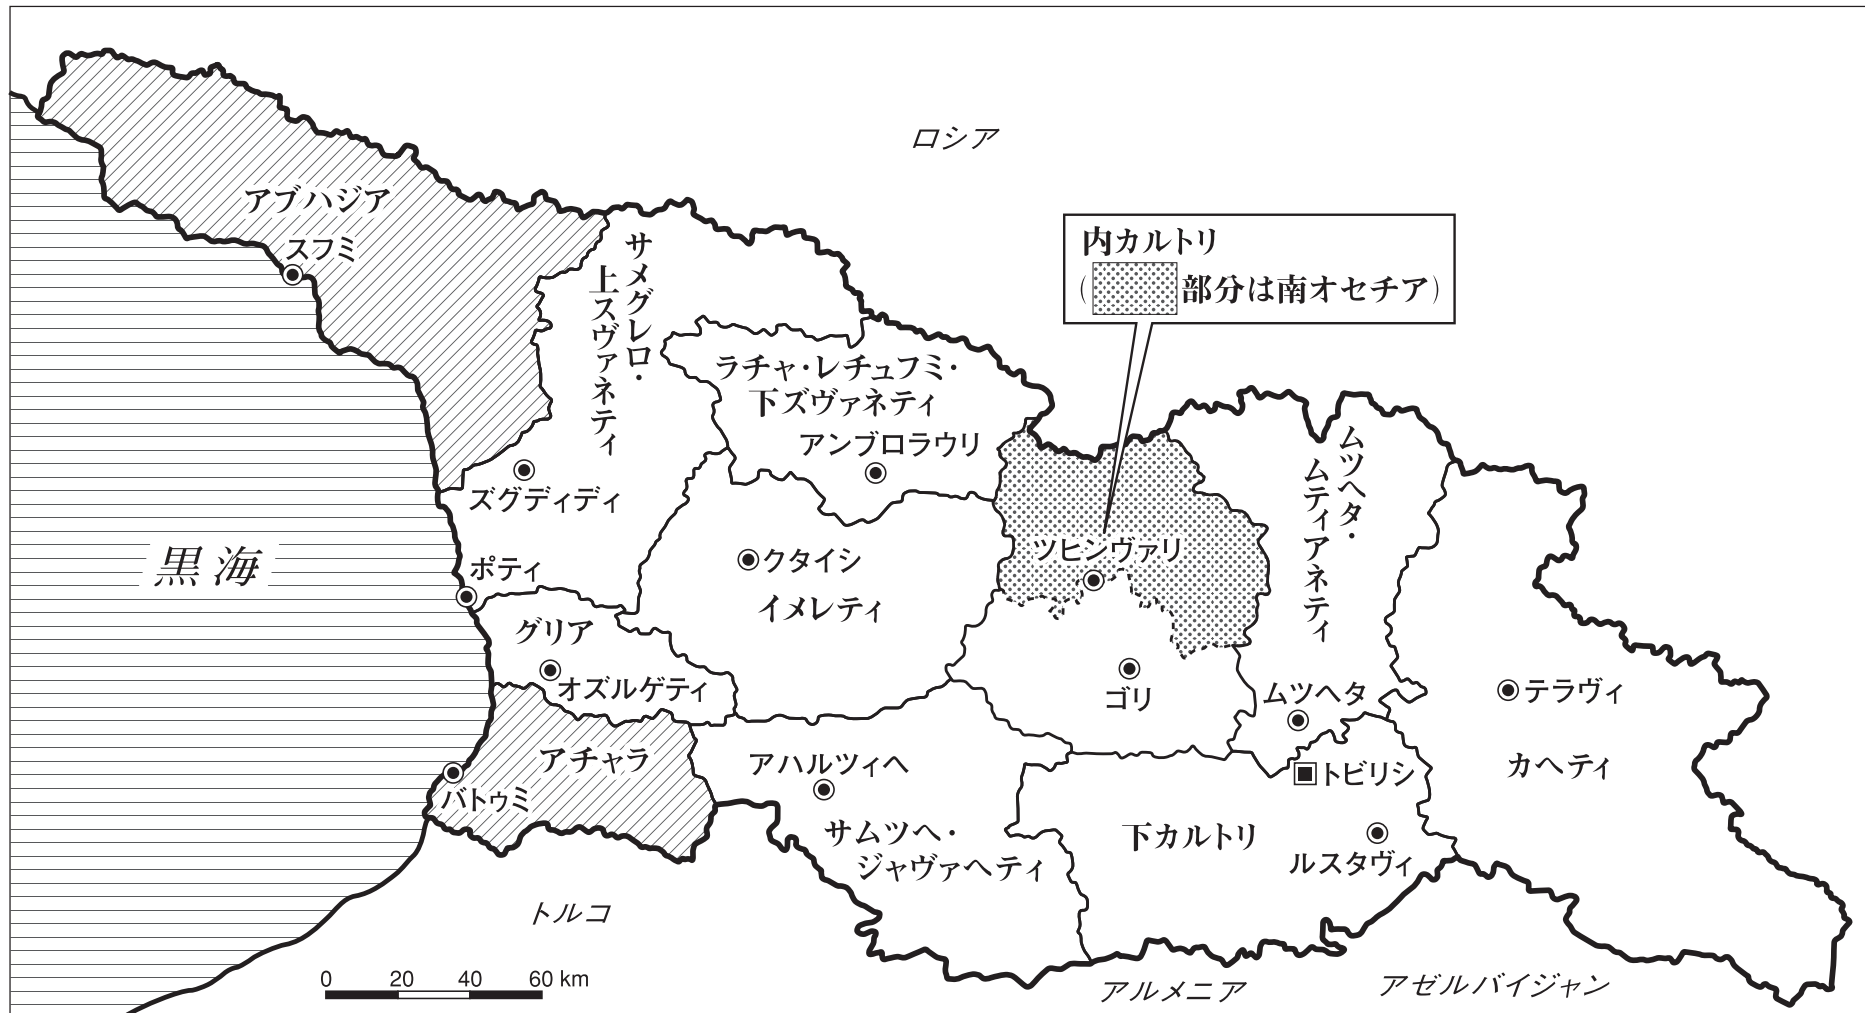 ロシア
アブハジア
スフミ
サメグレロ・
上スヴァネティ
内カルトリ
(部分は南オセチア)
ラチャ・レチュフミ・
下ズヴァネティ
アンブロラウリ
ズグディディ
ムツヘタ・
ムティアネティ
黒海
ポティ
クタイシ
イメレティ
ツヒンヴァリ
グリア
オズルゲティ
ゴリ
ムツヘタ
テラヴィ
アチャラ
バトゥミ
アハルツィヘ
トビリシ
カヘティ
サムツヘ・
ジャヴァヘティ
下カルトリ
ルスタヴィ
トルコ
0 20 40 60 km
アルメニア
アゼルバイジャン